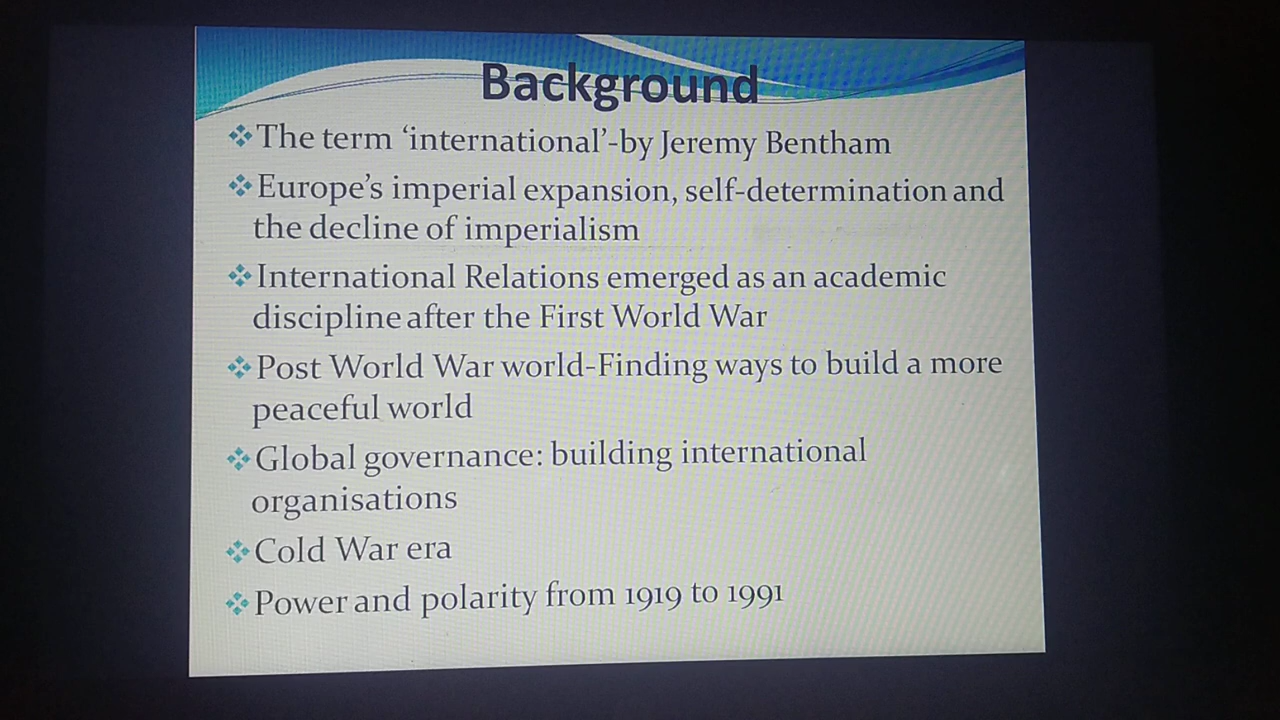 Background
❖The term ‘international’-by Jeremy Bentham
❖Europe’s imperial expansion, self-determination and
the decline of imperialism
❖International Relations emerged as an academic
discipline after the First World War
❖Post World War world-Finding ways to build a more
peaceful world
❖Global governance: building international
organisations
❖Cold War era
❖Power and polarity from 1919 to 1991